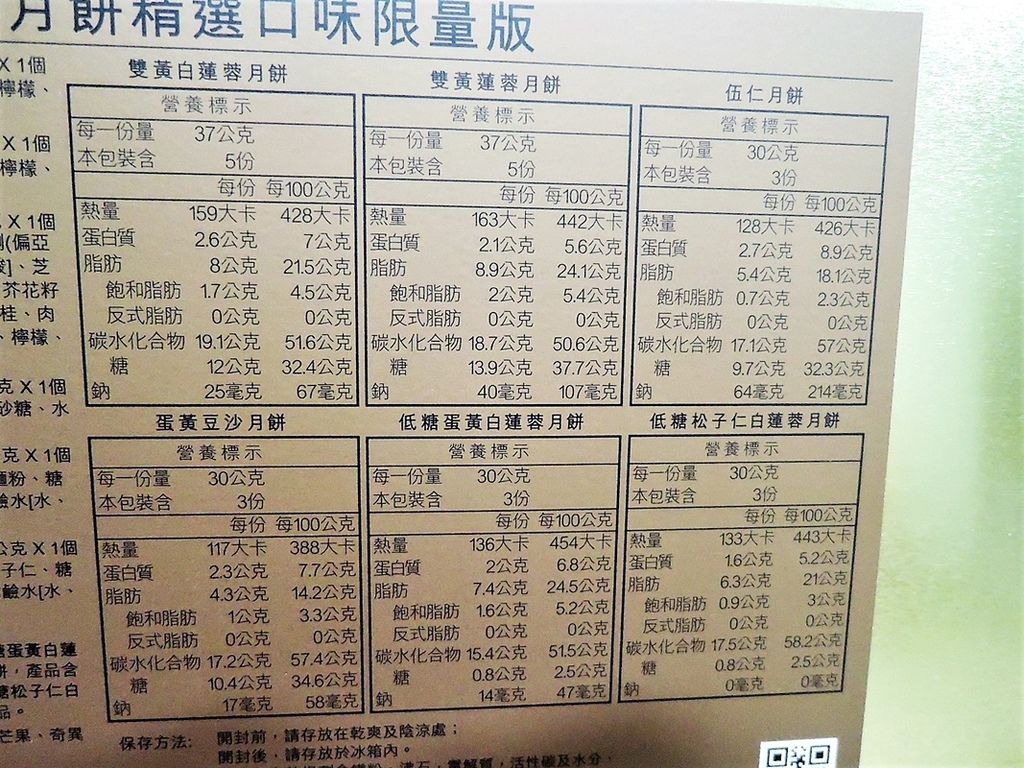 月餅精選口味限量版
X 1個
檸檬、
X 1個
檸檬、
X 1個
(偏亞
、芝
芥花籽
桂、肉
、檸檬、
克 X 1個
砂糖、水
克 X 1個
麵粉、糖
鹼水[水、
公克 X 1個
子仁、糖
鹼水[水、
糖蛋黃白蓮
餅,產品含
糖松子仁白
品。
芒果、奇異
雙黃白蓮蓉月餅
營養標示
每一份量 37公克
本包裝含 5份
每份 每100公克
熱量 159大卡 428大卡
蛋白質 2.6公克 7公克
脂肪 8公克 21.5公克
飽和脂肪 1.7公克 4.5公克
反式脂肪 0公克 0公克
碳水化合物 19.1公克 51.6公克
糖 12公克 32.4公克
鈉 25毫克 67毫克
雙黃蓮蓉月餅
營養標示
每一份量 37公克
本包裝含 5份
每份 每100公克
熱量 163大卡 442大卡
蛋白質 2.1公克 5.6公克
脂肪 8.9公克 24.1公克
飽和脂肪 2公克 5.4公克
反式脂肪 0公克 0公克
碳水化合物 18.7公克 50.6公克
糖 13.9公克 37.7公克
鈉 40毫克 107毫克
伍仁月餅
營養標示
每一份量 30公克
本包裝含 3份
每份 每100公克
熱量 128大卡 426大卡
蛋白質 2.7公克 8.9公克
脂肪 5.4公克 18.1公克
飽和脂肪 0.7公克 2.3公克
反式脂肪 0公克 0公克
碳水化合物 17.1公克 57公克
糖 9.7公克 32.3公克
鈉 64毫克 214毫克
蛋黃豆沙月餅
營養標示
每一份量 30公克
本包裝含 3份
每份 每100公克
熱量 117大卡 388大卡
蛋白質 2.3公克 7.7公克
脂肪 4.3公克 14.2公克
飽和脂肪 1公克 3.3公克
反式脂肪 0公克 0公克
碳水化合物 17.2公克 57.4公克
糖 10.4公克 34.6公克
鈉 17毫克 58毫克
低糖蛋黃白蓮蓉月餅
營養標示
每一份量 30公克
本包裝含 3份
每份 每100公克
熱量 136大卡 454大卡
蛋白質 2公克 6.8公克
脂肪 7.4公克 24.5公克
飽和脂肪 1.6公克 5.2公克
反式脂肪 0公克 0公克
碳水化合物 15.4公克 51.5公克
糖 0.8公克 2.5公克
鈉 14毫克 47毫克
低糖松子仁白蓮蓉月餅
營養標示
每一份量 30公克
本包裝含 3份
每份 每100公克
熱量 133大卡 443大卡
蛋白質 1.6公克 5.2公克
脂肪 6.3公克 21公克
飽和脂肪 0.9公克 3公克
反式脂肪 0公克 0公克
碳水化合物 17.5公克 58.2公克
糖 0.8公克 2.5公克
鈉 0毫克 0毫克
保存方法: 開封前,請存放在乾爽及陰涼處;
開封後,請存放於冰箱內。
沸石,電解質,活性碳及水分